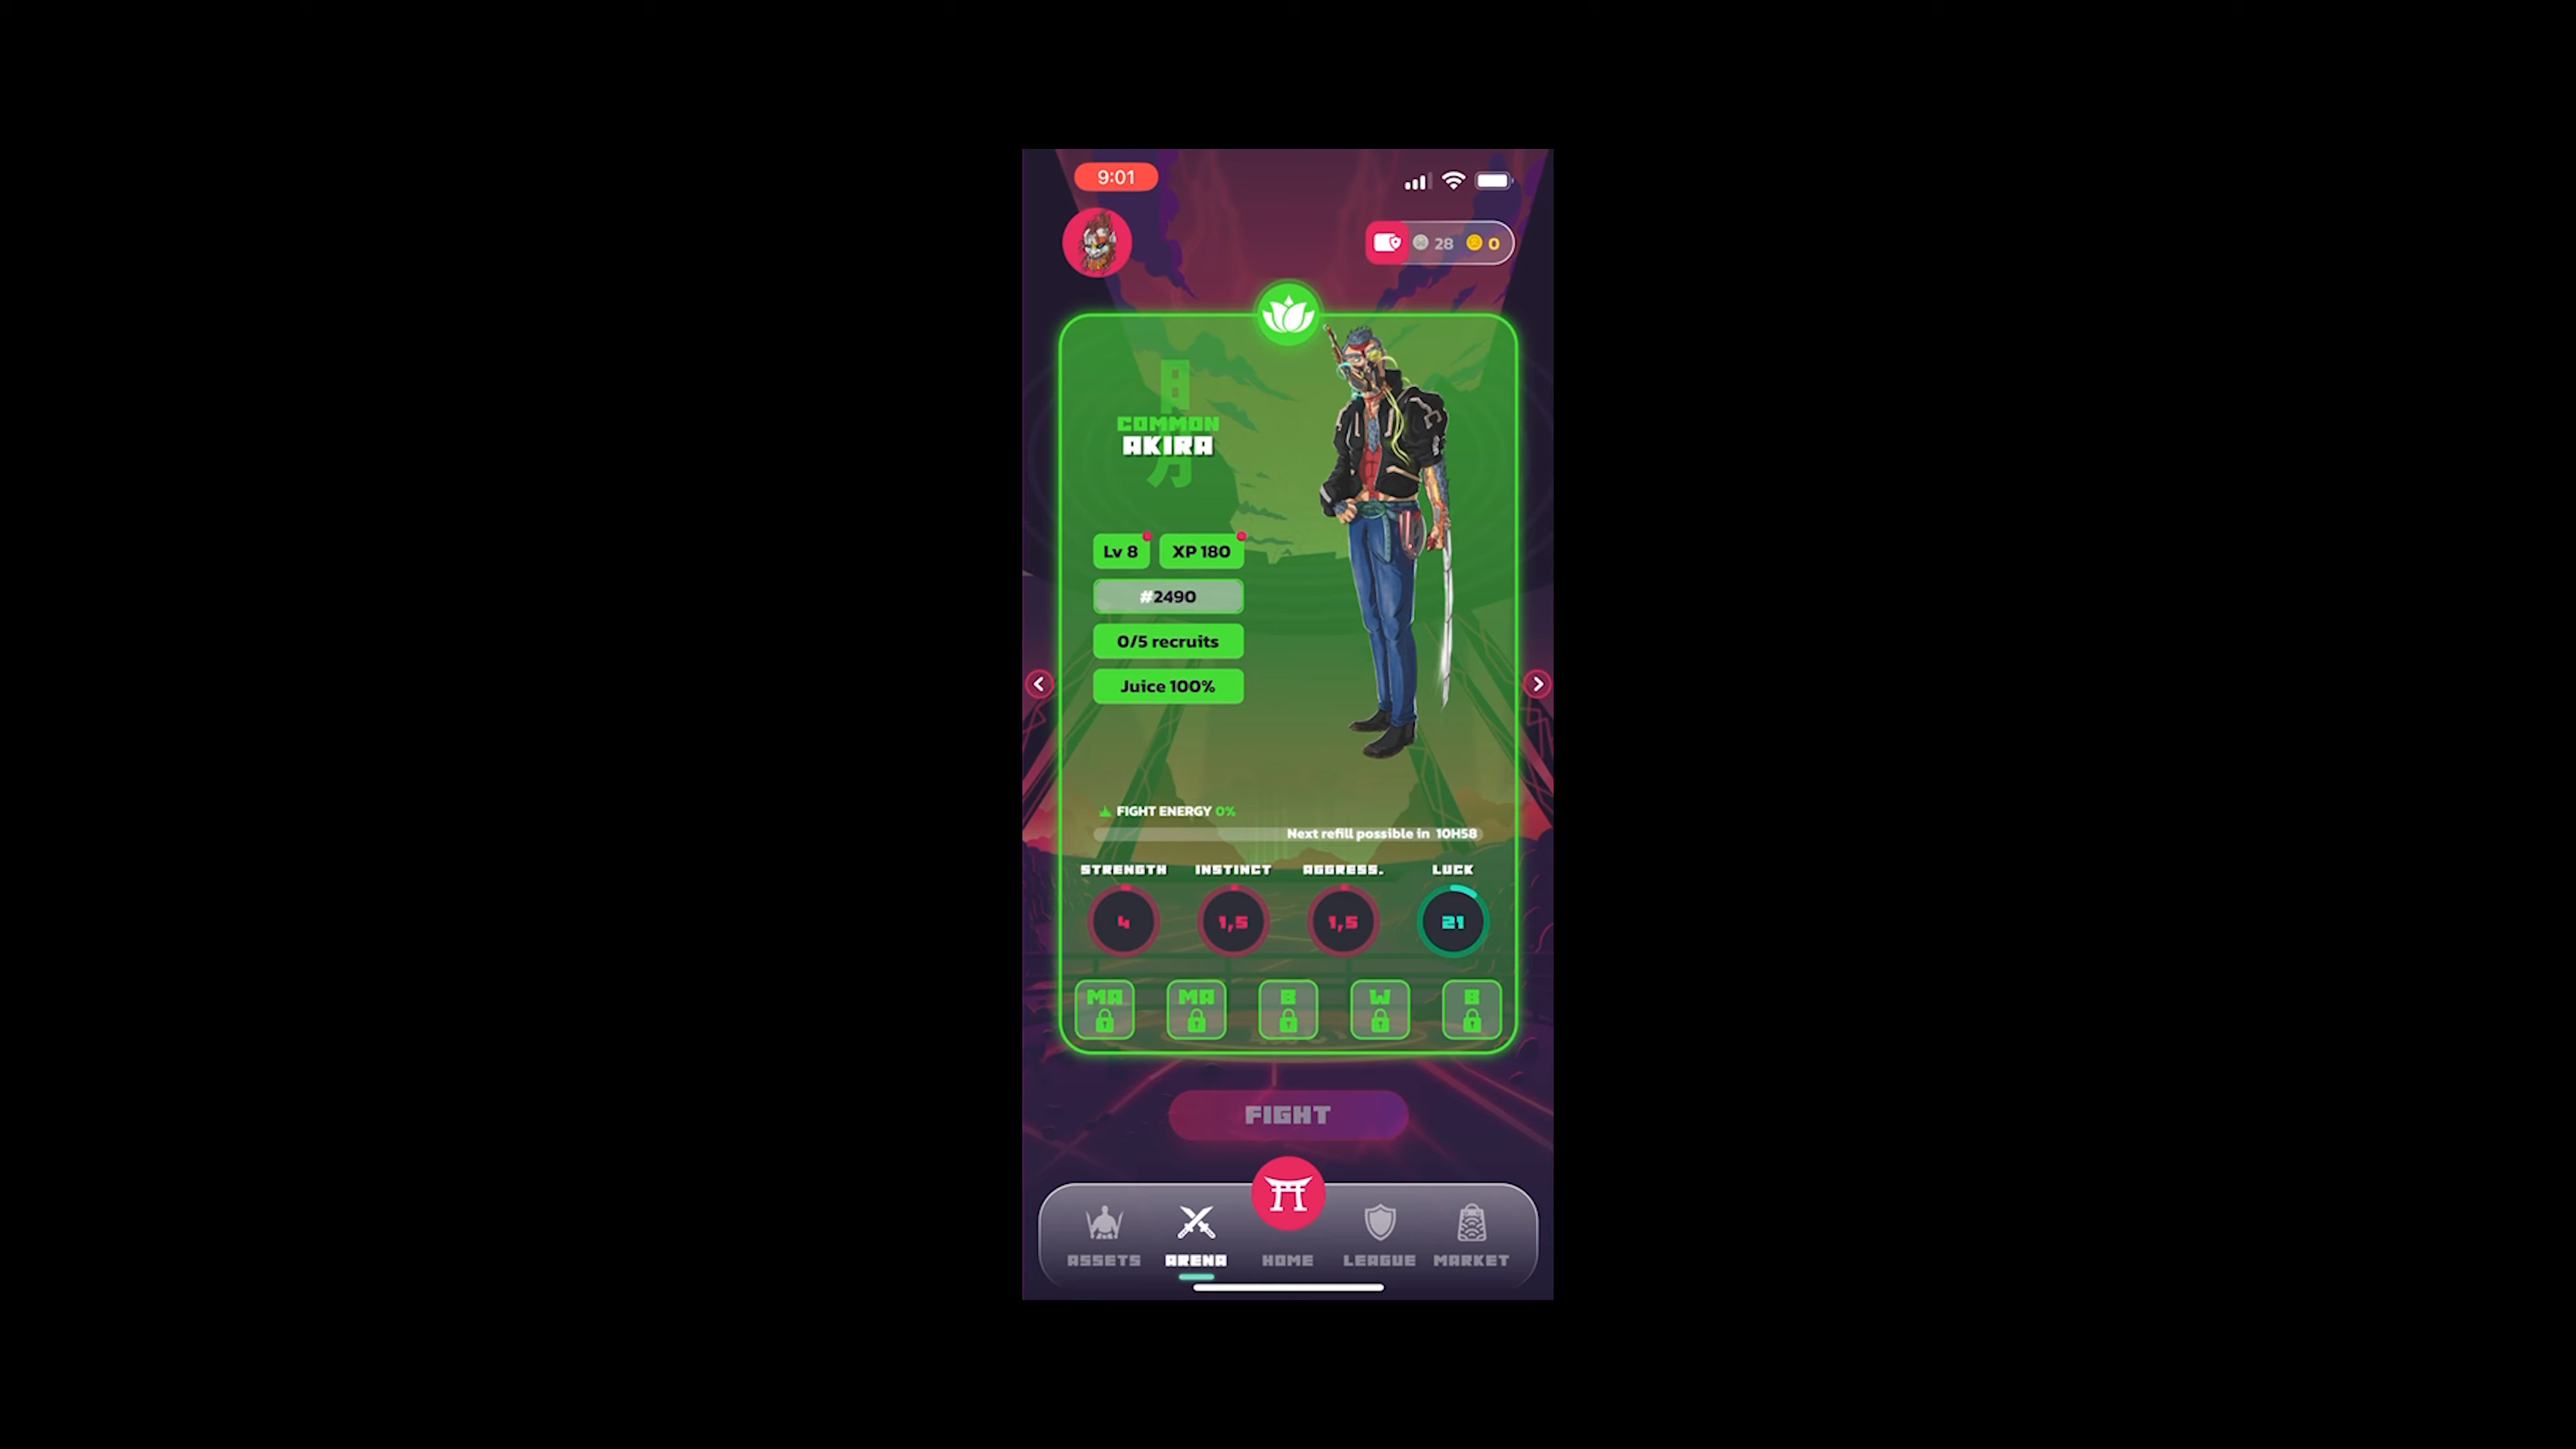 9:01
28 0
COMMON
AKIRA
Lv 8 XP 180
#2490
0/5 recruits
Juice 100%
FIGHT ENERGY 0%
Next refill possible in 10H58
STRENGTH INSTINCT AGGRESS. LUCK
4 1,5 1,5 21
MA MA B W B
FIGHT
ASSETS ARENA HOME LEAGUE MARKET